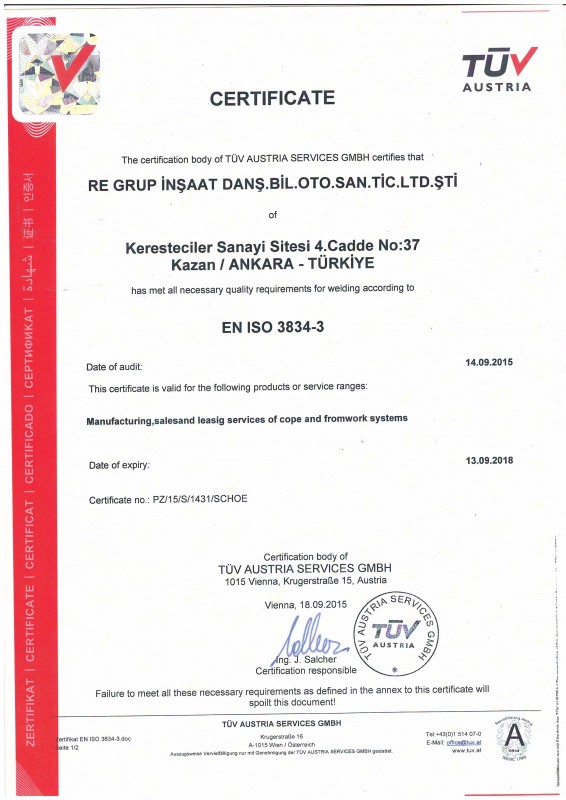 TÜV
AUSTRIA
CERTIFICATE
The certification body of TÜV AUSTRIA SERVICES GMBH certifies that
RE GRUP İNŞAAT DANŞ.BİL.OTO.SAN.TİC.LTD.ŞTİ
of
Keresteciler Sanayi Sitesi 4.Cadde No:37
Kazan / ANKARA - TÜRKİYE
has met all necessary quality requirements for welding according to
EN ISO 3834-3
Date of audit: 14.09.2015
This certificate is valid for the following products or service ranges:
Manufacturing,salesand leasig services of cope and fromwork systems
Date of expiry: 13.09.2018
Certificate no.: PZ/15/S/1431/SCHOE
Certification body of
TÜV AUSTRIA SERVICES GMBH
1015 Vienna, Krugerstraße 15, Austria
Vienna, 18.09.2015
TÜV AUSTRIA SERVICES GMBH
TÜV
AUSTRIA
Ing. J. Salcher
Certification responsible
Failure to meet all these necessary requirements as defined in the annex to this certificate will
spoill this document!
ZERTIFIKAT | CERTIFICATE | CERTIFICAT | CERTIFICADO | СЕРТИФИКАТ | شهادة | 证书 | 인증서
TÜV AUSTRIA SERVICES GMBH
ertifikat EN ISO 3834-3.doc
Seite 1/2
Krugerstraße 16
A-1015 Wien / Österreich
Auszugsweise Vervielfältigung nur mit Genehmigung der TÜV AUSTRIA SERVICES GMBH gestattet.
Tel +43(0)1 514 07-0
E-Mail: office@tuv.at
www.tuv.at
A